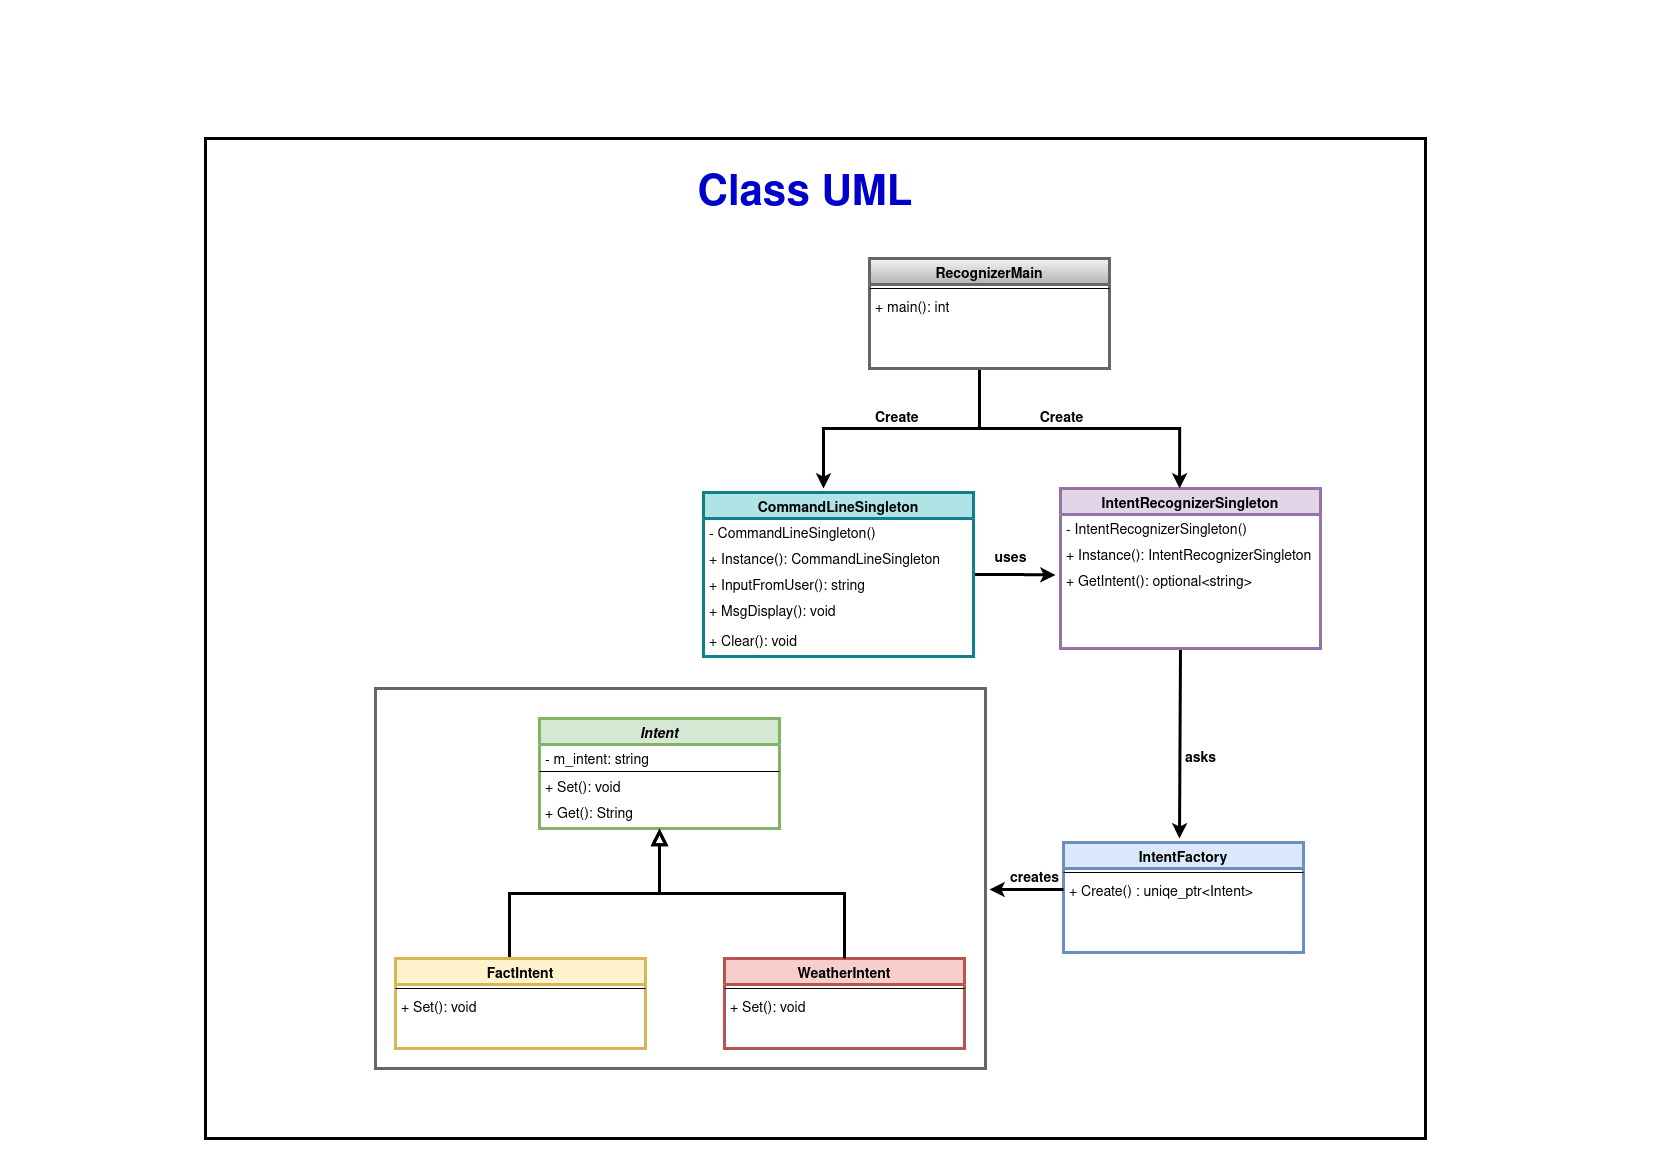 Class UML
RecognizerMain
+ main(): int
Create
Create
CommandLineSingleton
- CommandLineSingleton()
+ Instance(): CommandLineSingleton
+ InputFromUser(): string
+ MsgDisplay(): void
+ Clear(): void
uses
IntentRecognizerSingleton
- IntentRecognizerSingleton()
+ Instance(): IntentRecognizerSingleton
+ GetIntent(): optional<string>
asks
Intent
- m_intent: string
+ Set(): void
+ Get(): String
IntentFactory
+ Create() : uniqe_ptr<Intent>
creates
FactIntent
+ Set(): void
WeatherIntent
+ Set(): void